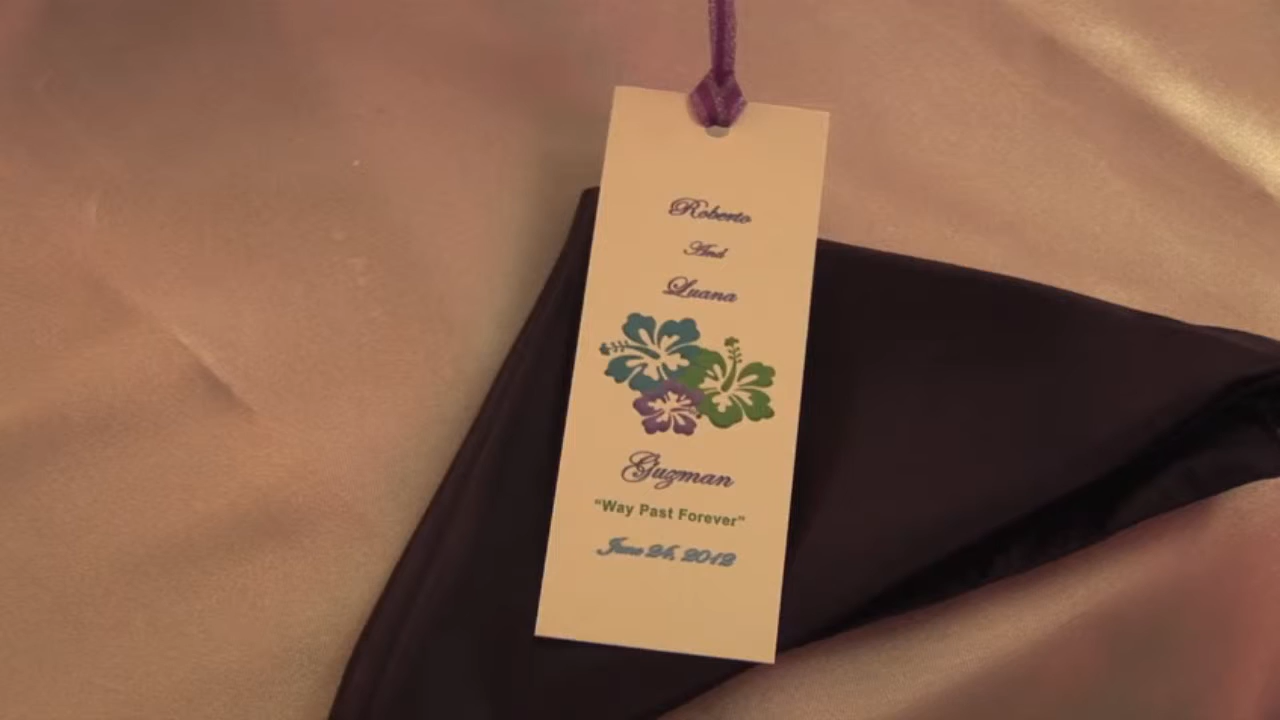 Roberto
And
Luana
Guzman
"Way Past Forever"
June 24, 2012